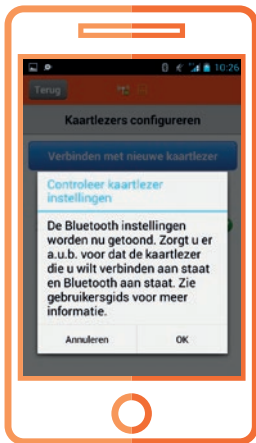 10:26
Terug
Kaartlezers configureren
Verbinden met nieuwe kaartlezer
Controleer kaartlezer
instellingen
De Bluetooth instellingen
worden nu getoond. Zorgt u er
a.u.b. voor dat de kaartlezer
die u wilt verbinden aan staat
en Bluetooth aan staat. Zie
gebruikersgids voor meer
informatie.
Annuleren OK